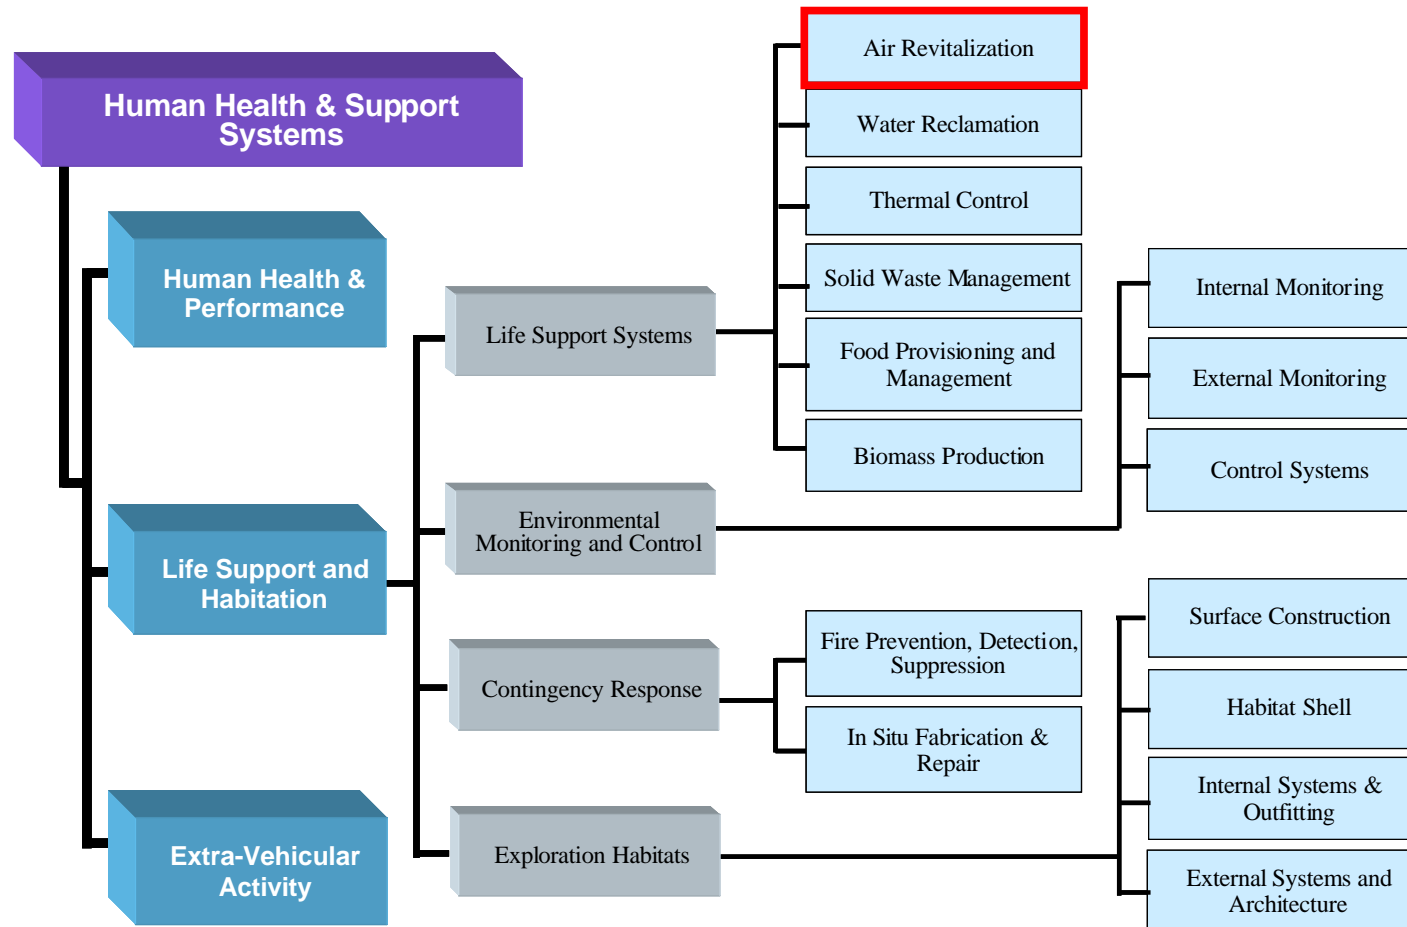 Human Health & Support
Systems
Human Health &
Performance
Life Support and
Habitation
Extra-Vehicular
Activity
Life Support Systems
Environmental
Monitoring and Control
Contingency Response
Exploration Habitats
Air Revitalization
Water Reclamation
Thermal Control
Solid Waste Management
Food Provisioning and
Management
Biomass Production
Fire Prevention, Detection,
Suppression
In Situ Fabrication &
Repair
Internal Monitoring
External Monitoring
Control Systems
Surface Construction
Habitat Shell
Internal Systems &
Outfitting
External Systems and
Architecture